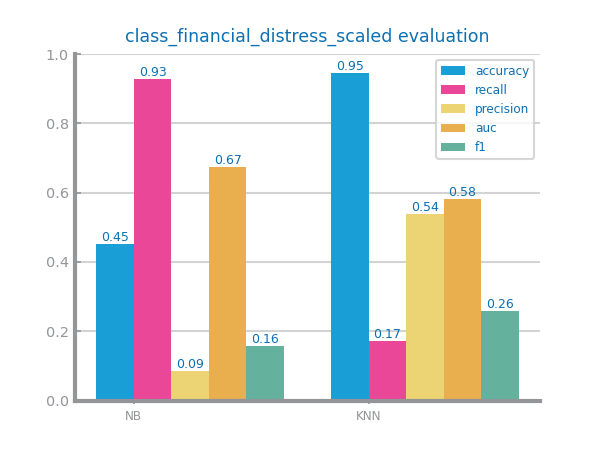 class_financial_distress_scaled evaluation
1.0
0.8
0.6
0.4
0.2
0.0
0.45
0.93
0.09
0.67
0.16
0.95
0.17
0.54
0.58
0.26
accuracy
recall
precision
auc
f1
NB
KNN